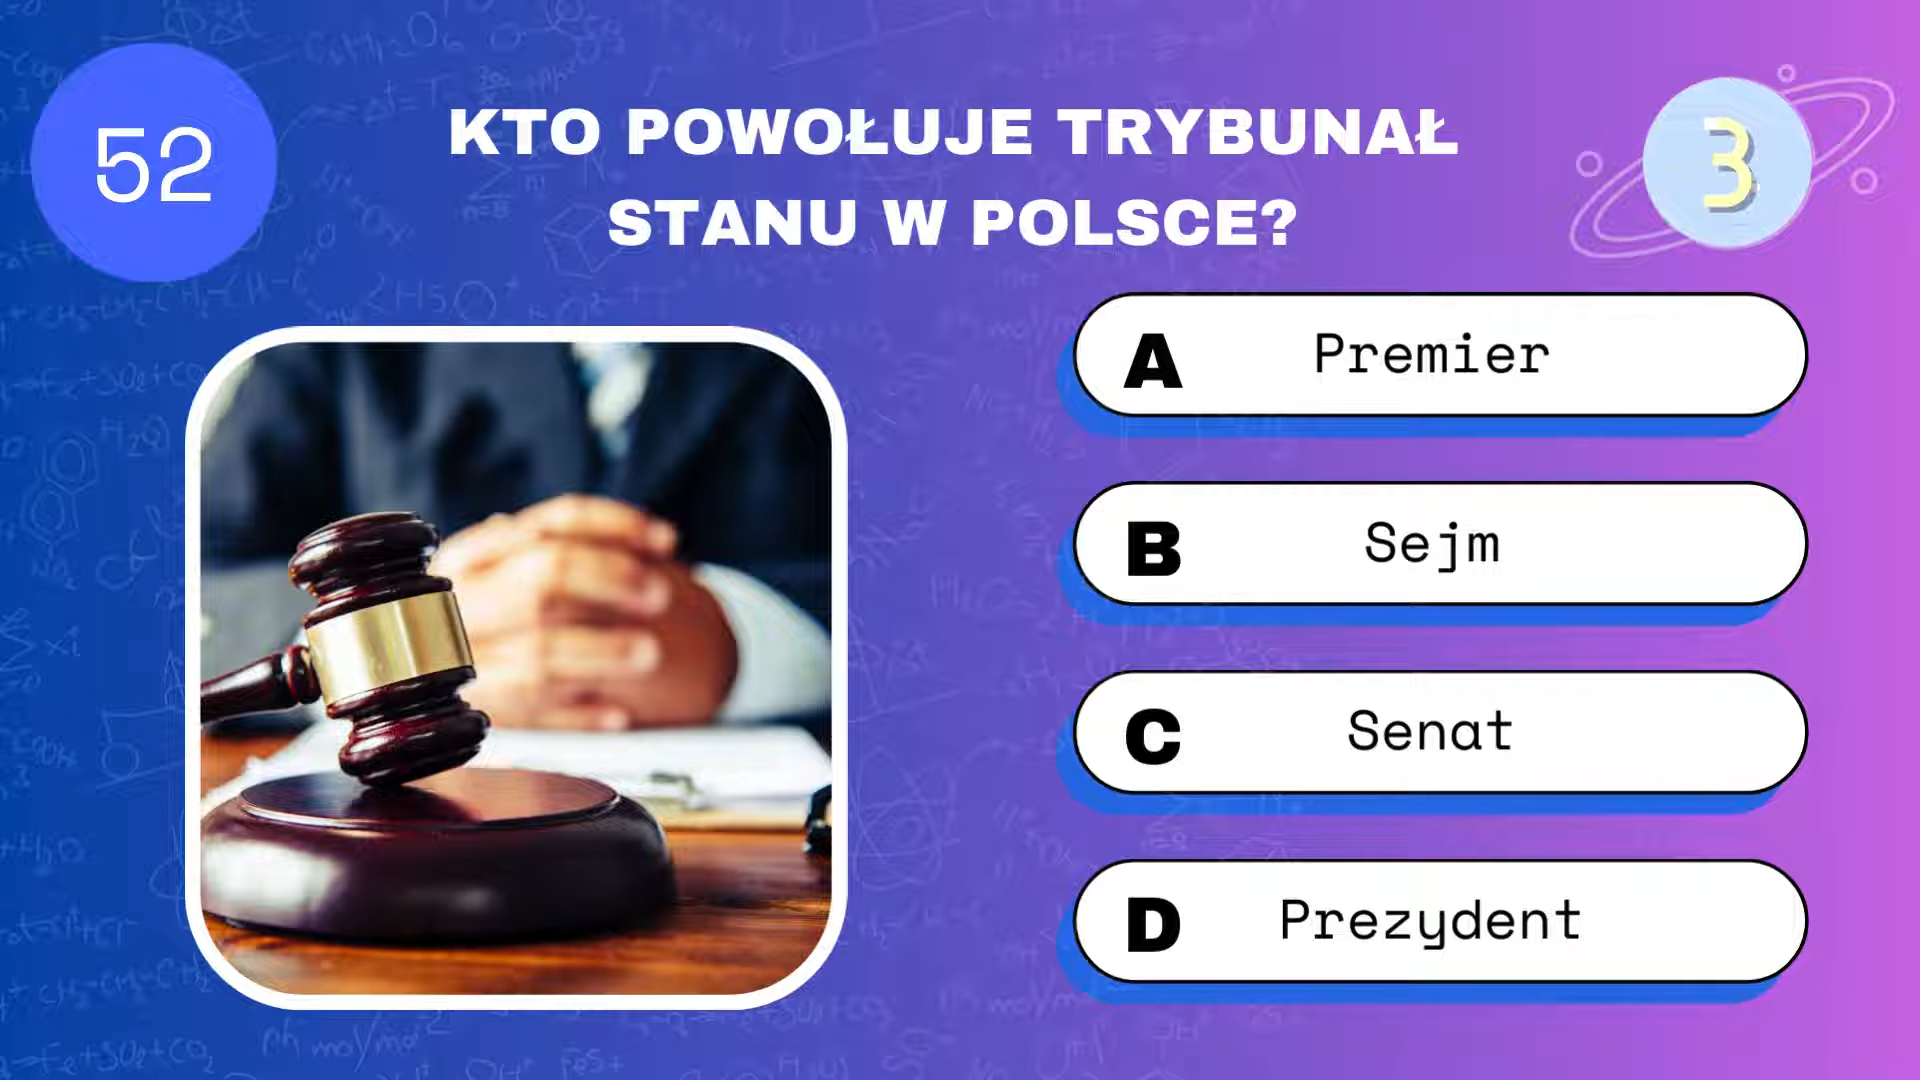 52
KTO POWOŁUJE TRYBUNAŁ
STANU W POLSCE?
3
A Premier
B Sejm
C Senat
D Prezydent